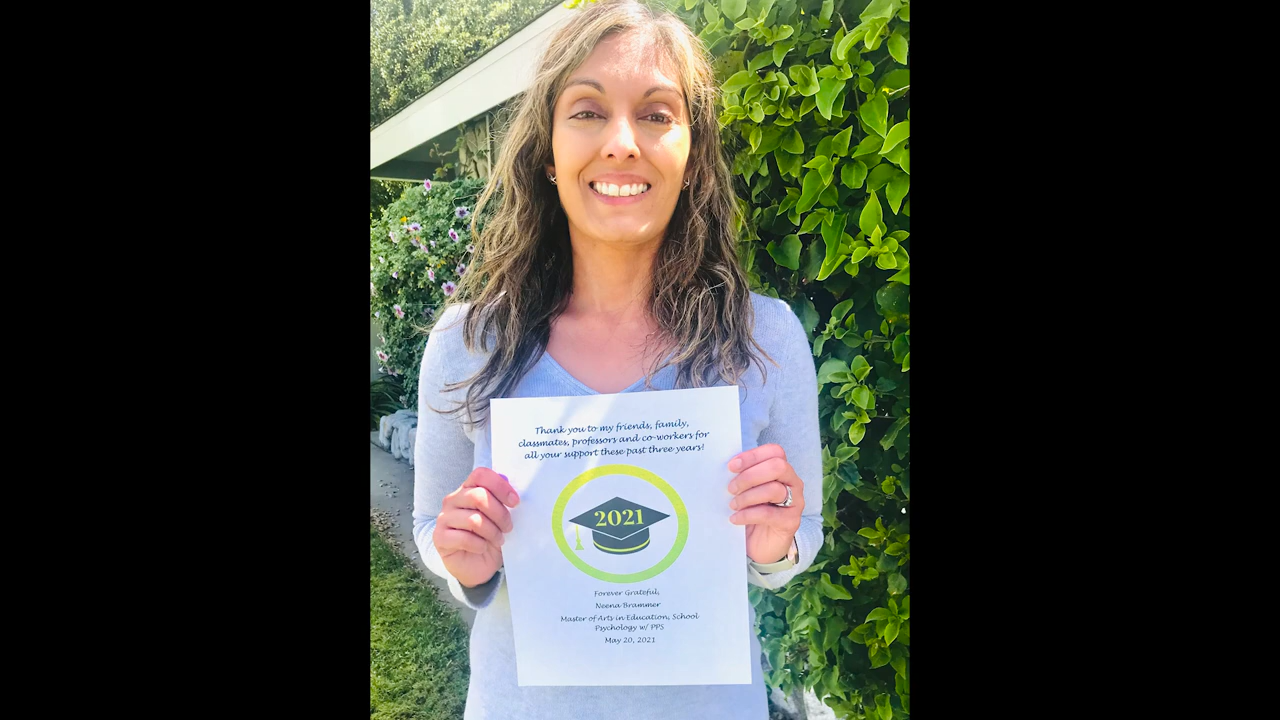 Thank you to my friends, family,
classmates, professors and co-workers for
all your support these past three years!
2021
Forever Grateful,
Neena Brammer
Master of Arts in Education, School
Psychology w/ PPS
May 20, 2021